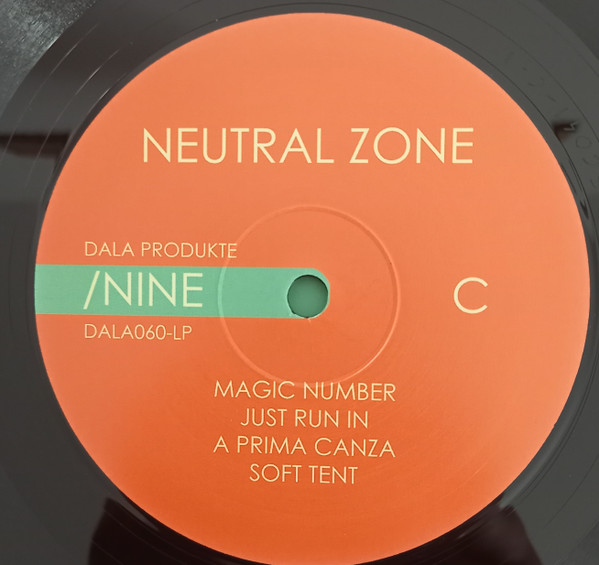 NEUTRAL ZONE
DALA PRODUKTE
/NINE
DALA060-LP
C
MAGIC NUMBER
JUST RUN IN
A PRIMA CANZA
SOFT TENT